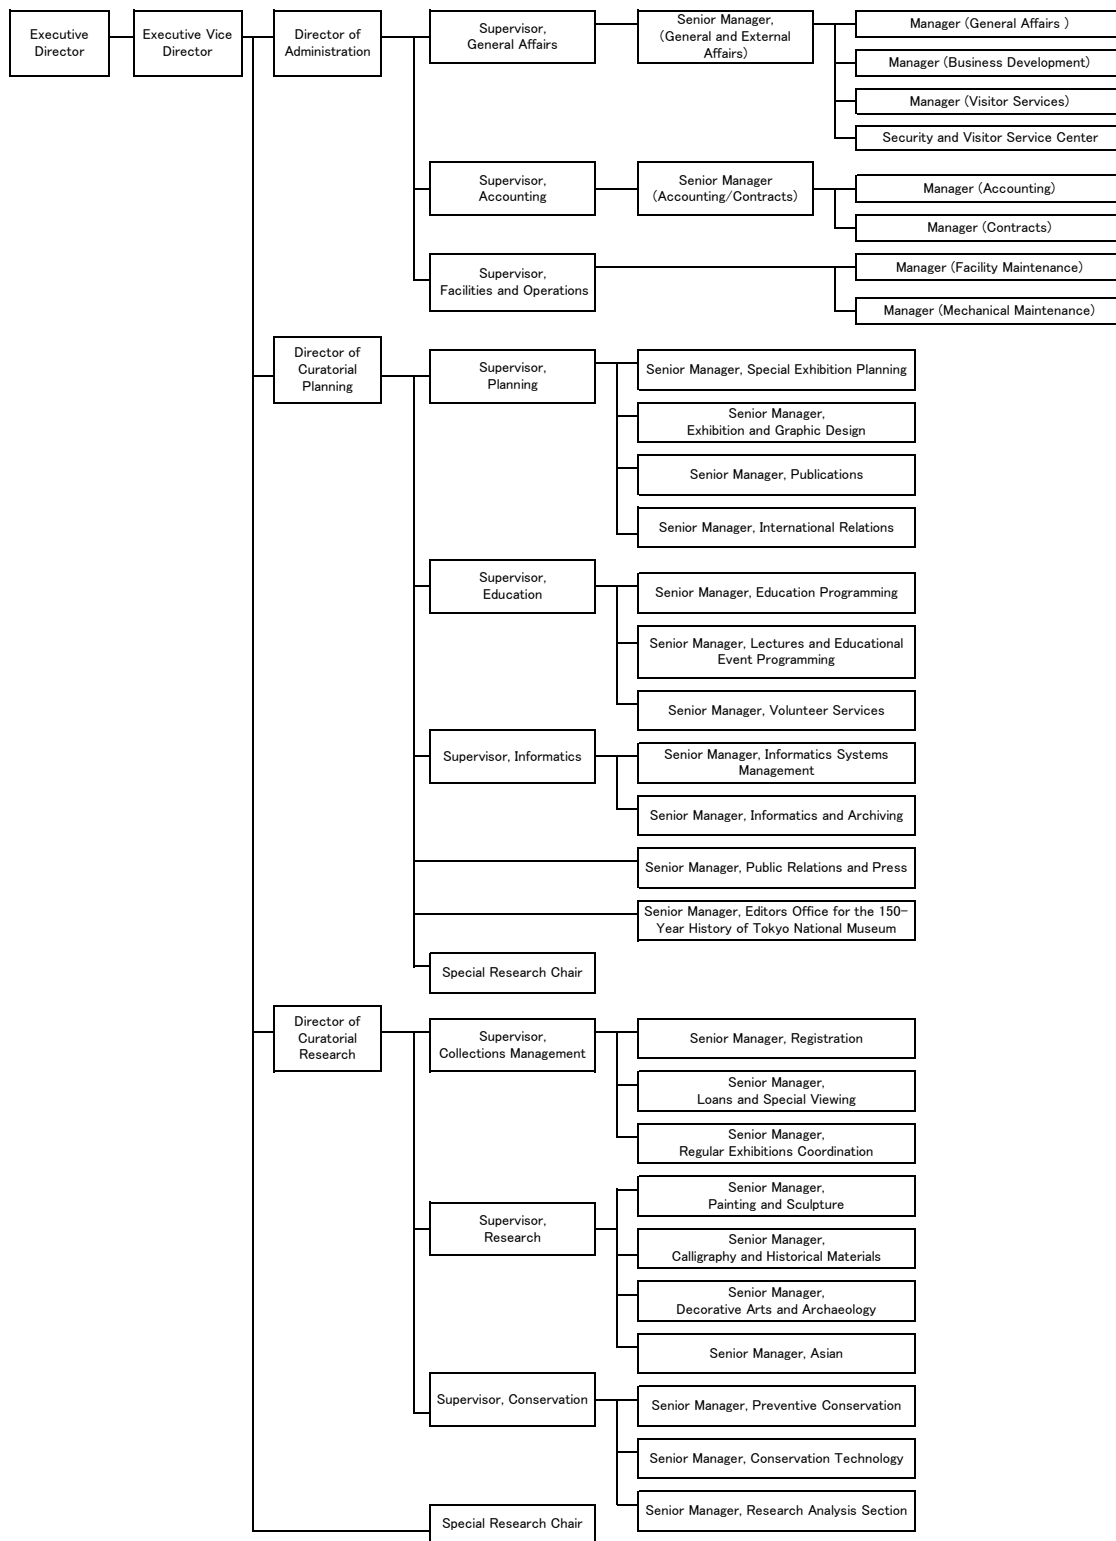 Executive
Director
Executive Vice
Director
Director of
Administration
Supervisor,
General Affairs
Senior Manager,
(General and External
Affairs)
Manager (General Affairs )
Manager (Business Development)
Manager (Visitor Services)
Security and Visitor Service Center
Supervisor,
Accounting
Senior Manager
(Accounting/Contracts)
Manager (Accounting)
Manager (Contracts)
Supervisor,
Facilities and Operations
Manager (Facility Maintenance)
Manager (Mechanical Maintenance)
Director of
Curatorial
Planning
Supervisor,
Planning
Senior Manager, Special Exhibition Planning
Senior Manager,
Exhibition and Graphic Design
Senior Manager, Publications
Senior Manager, International Relations
Supervisor,
Education
Senior Manager, Education Programming
Senior Manager, Lectures and Educational
Event Programming
Senior Manager, Volunteer Services
Supervisor, Informatics
Senior Manager, Informatics Systems
Management
Senior Manager, Informatics and Archiving
Senior Manager, Public Relations and Press
Senior Manager, Editors Office for the 150-
Year History of Tokyo National Museum
Special Research Chair
Director of
Curatorial
Research
Supervisor,
Collections Management
Senior Manager, Registration
Senior Manager,
Loans and Special Viewing
Senior Manager,
Regular Exhibitions Coordination
Supervisor,
Research
Senior Manager,
Painting and Sculpture
Senior Manager,
Calligraphy and Historical Materials
Senior Manager,
Decorative Arts and Archaeology
Senior Manager, Asian
Supervisor, Conservation
Senior Manager, Preventive Conservation
Senior Manager, Conservation Technology
Senior Manager, Research Analysis Section
Special Research Chair